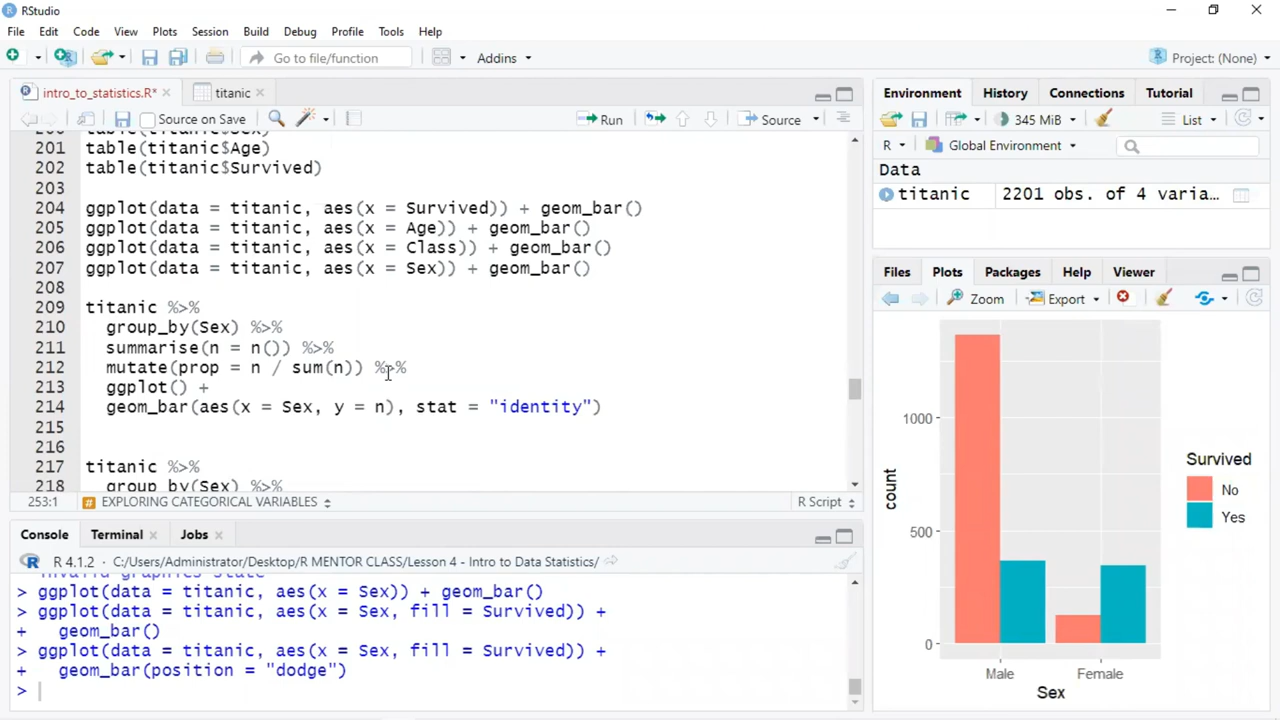 RStudio
File Edit Code View Plots Session Build Debug Profile Tools Help
Go to file/function Addins Project: (None)
intro_to_statistics.R* titanic
Source on Save Run Source
201 table(titanic$Age)
202 table(titanic$Survived)
203
204 ggplot(data = titanic, aes(x = Survived)) + geom_bar()
205 ggplot(data = titanic, aes(x = Age)) + geom_bar()
206 ggplot(data = titanic, aes(x = Class)) + geom_bar()
207 ggplot(data = titanic, aes(x = Sex)) + geom_bar()
208
209 titanic %>%
210 group_by(Sex) %>%
211 summarise(n = n()) %>%
212 mutate(prop = n / sum(n)) %>%
213 ggplot() +
214 geom_bar(aes(x = Sex, y = n), stat = "identity")
215
216
217 titanic %>%
218 group_by(Sex) %>%
253:1 # EXPLORING CATEGORICAL VARIABLES R Script
Console Terminal Jobs
R 4.1.2 · C:/Users/Administrator/Desktop/R MENTOR CLASS/Lesson 4 - Intro to Data Statistics/
invalid graphics state
> ggplot(data = titanic, aes(x = Sex)) + geom_bar()
> ggplot(data = titanic, aes(x = Sex, fill = Survived)) +
+ geom_bar()
> ggplot(data = titanic, aes(x = Sex, fill = Survived)) +
+ geom_bar(position = "dodge")
>
Environment History Connections Tutorial
345 MiB List
R Global Environment
Data
titanic 2201 obs. of 4 varia…
Files Plots Packages Help Viewer
Zoom Export
1000
500
0
count
Male Female
Sex
Survived
No
Yes